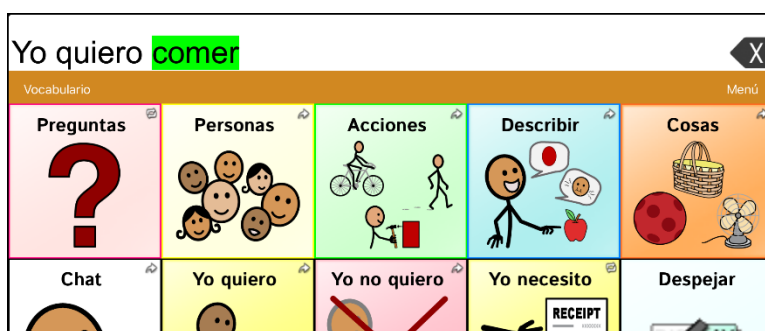 Yo quiero comer
X
Vocabulario Menú
Preguntas Personas Acciones Describir Cosas
Chat Yo quiero Yo no quiero Yo necesito Despejar
RECEIPT